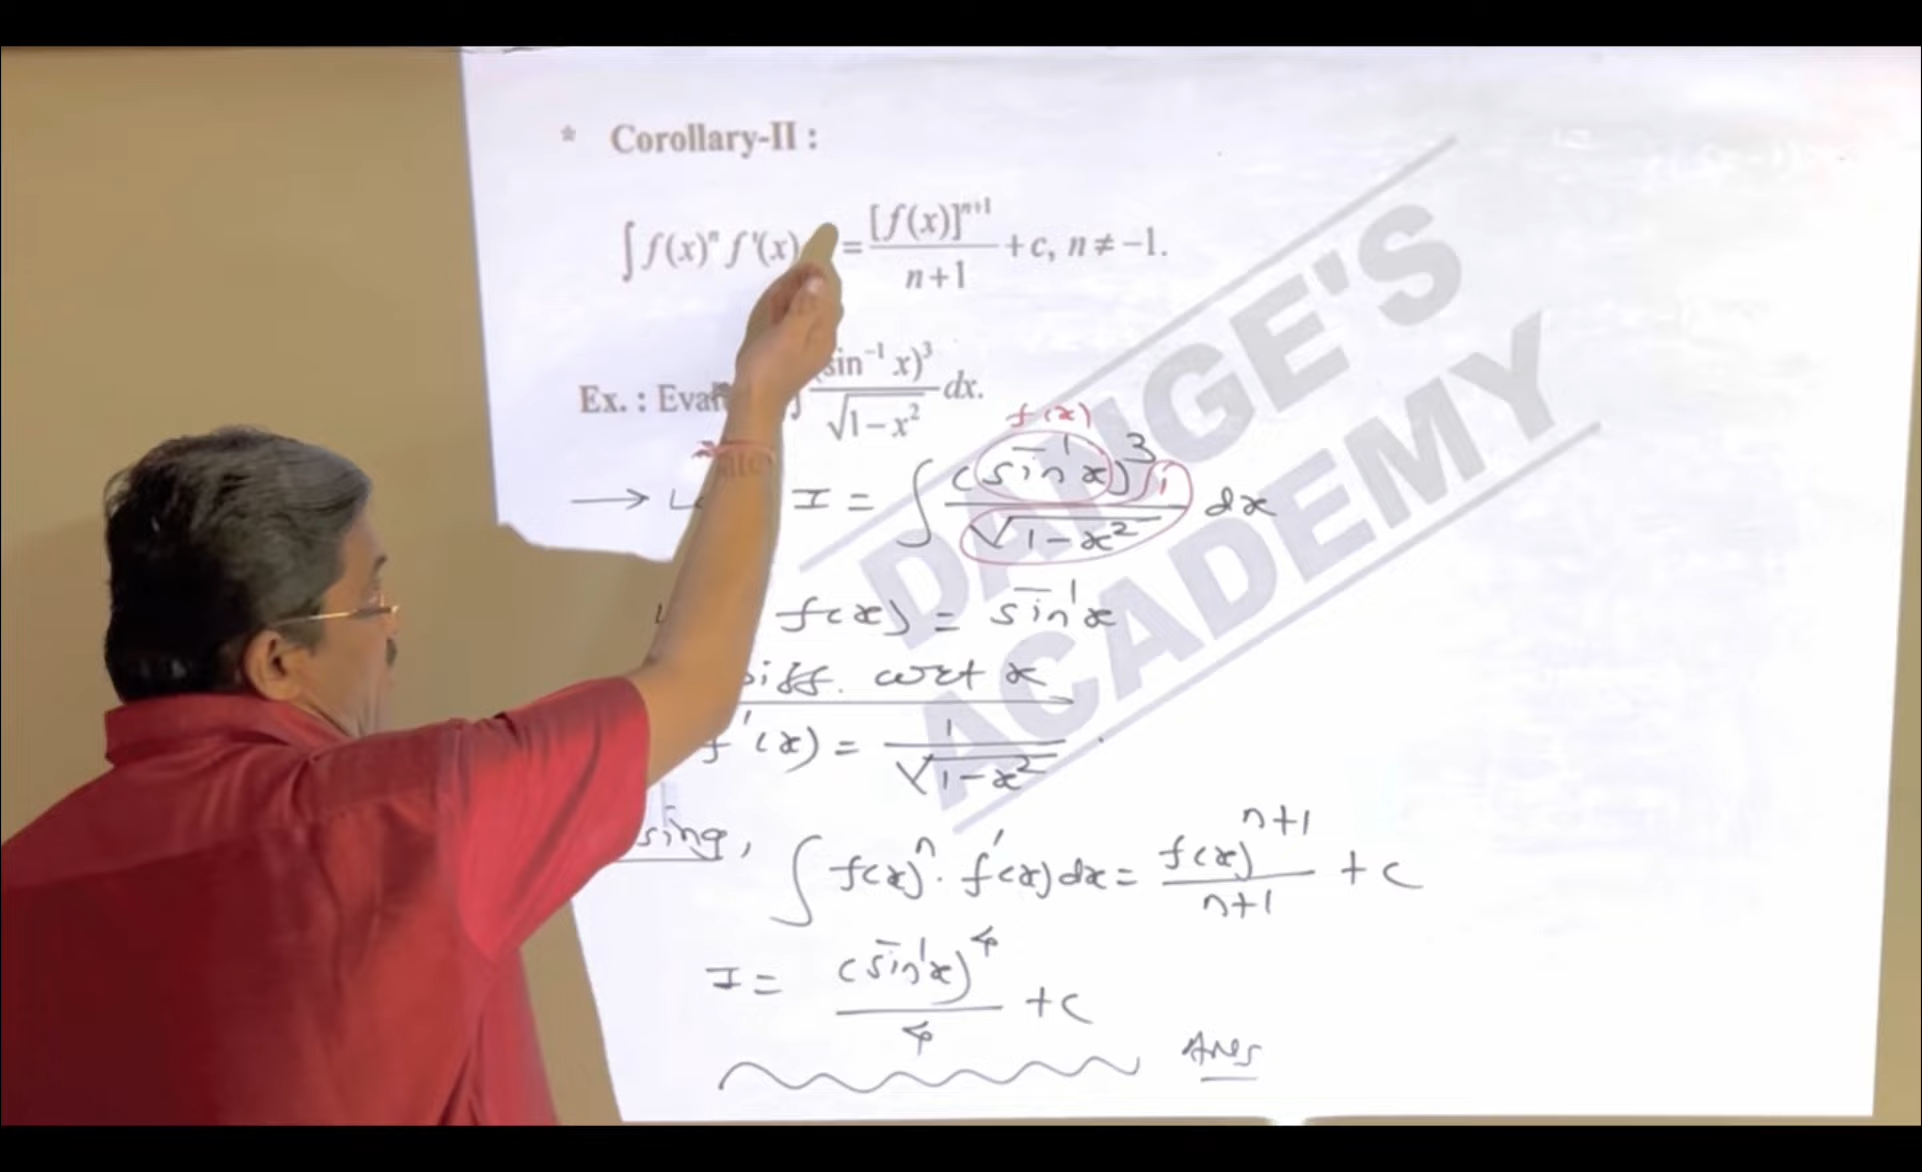 * Corollary-II :
∫ f(x)ⁿ f'(x) = [f(x)]ⁿ⁺¹ / n+1 + c, n ≠ −1.
Ex. : sin⁻¹ x)³ / √1−x² dx.
f(x)
→ I = ∫ (sin⁻¹x)³ / √1−x² dx
f(x) = sin⁻¹x
diff. wrt x
f'(x) = 1 / √1−x² .
sing, ∫ f(x)ⁿ . f'(x) dx = f(x)ⁿ⁺¹ / n+1 + c
I = (sin⁻¹x)⁴ / 4 + c
Ans
DANGE'S
ACADEMY